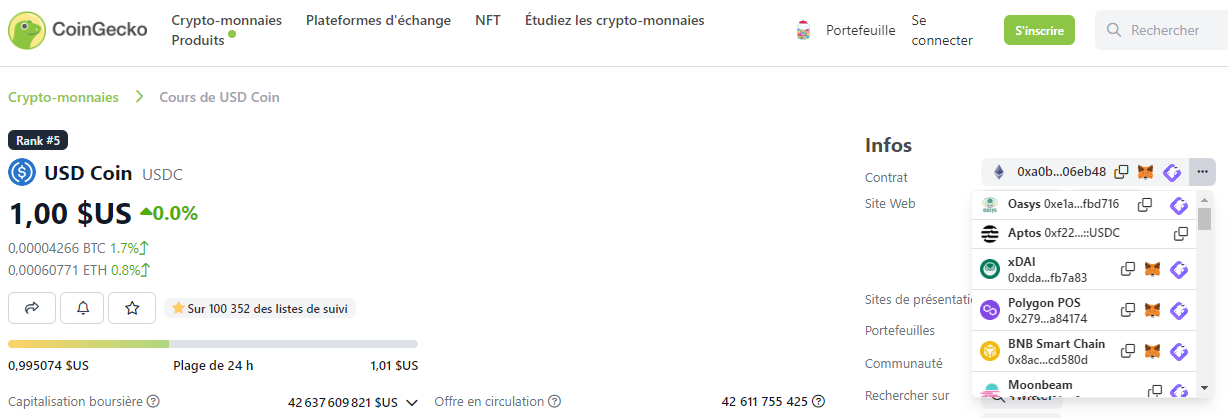 CoinGecko
Crypto-monnaies
Plateformes d'échange
NFT
Étudiez les crypto-monnaies
Produits
Portefeuille
Se connecter
S'inscrire
Rechercher
Crypto-monnaies
Cours de USD Coin
Rank #5
USD Coin USDC
1,00 $US 0.0%
0,00004266 BTC 1.7%
0,00060771 ETH 0.8%
Sur 100 352 des listes de suivi
0,995074 $US Plage de 24 h 1,01 $US
Capitalisation boursière 42 637 609 821 $US
Offre en circulation 42 611 755 425
Infos
Contrat 0xa0b...06eb48
Site Web
Sites de présentatio
Portefeuilles
Communauté
Rechercher sur
Oasys 0xe1a...fbd716
Aptos 0xf22...::USDC
xDAI
0xdda...fb7a83
Polygon POS
0x279...a84174
BNB Smart Chain
0x8ac...cd580d
Moonbeam